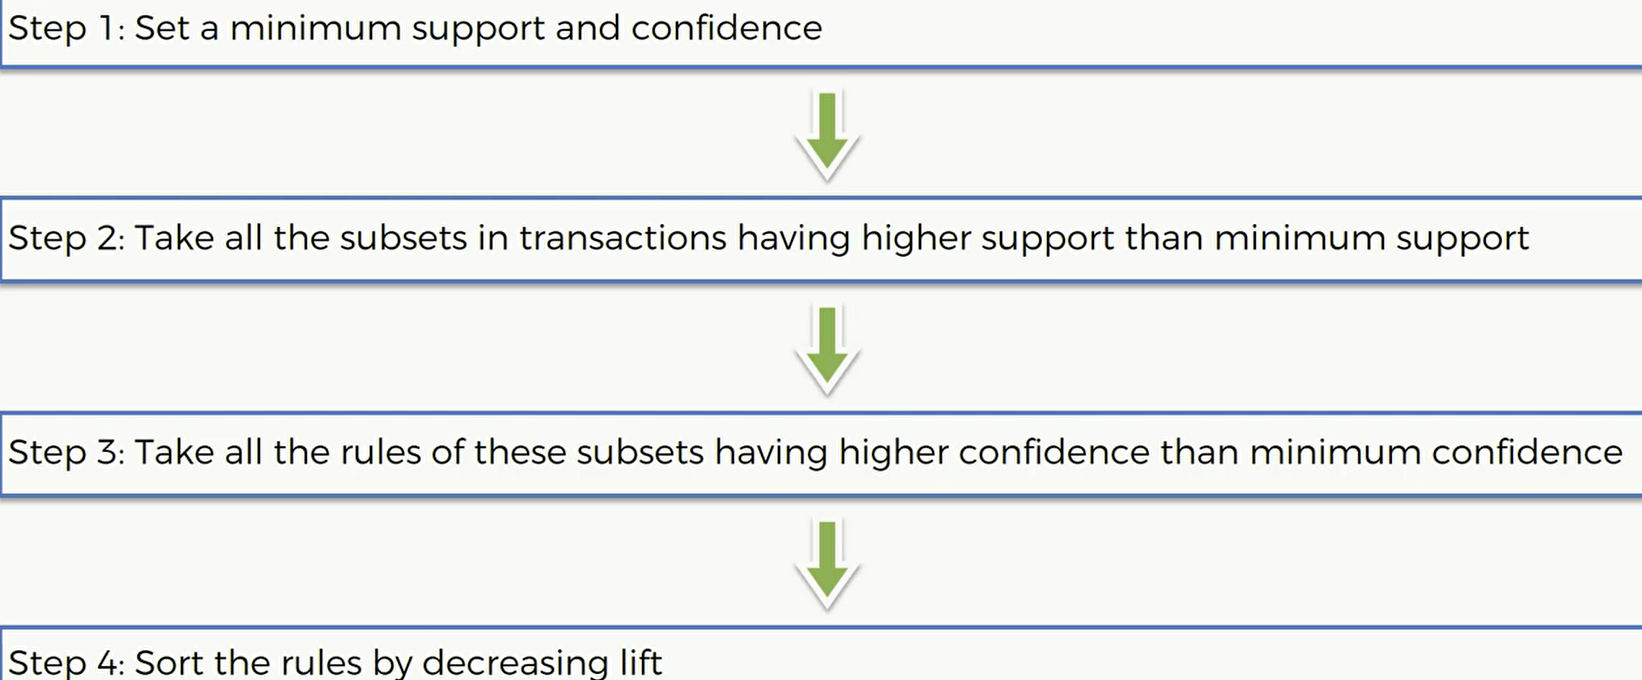 Step 1: Set a minimum support and confidence
Step 2: Take all the subsets in transactions having higher support than minimum support
Step 3: Take all the rules of these subsets having higher confidence than minimum confidence
Step 4: Sort the rules by decreasing lift